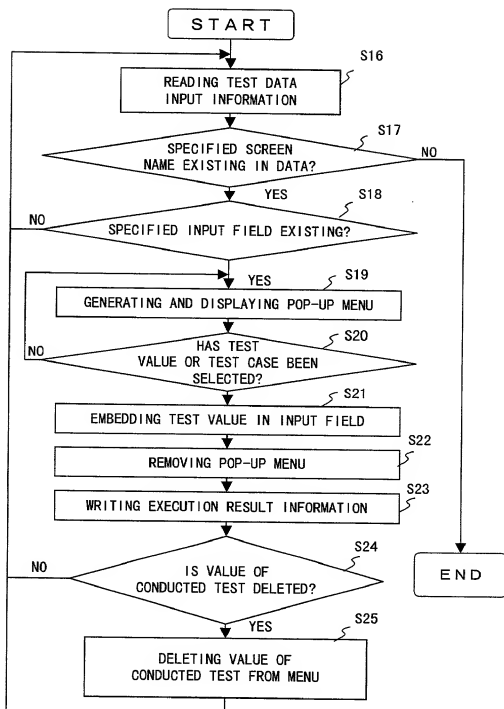 START
S16
READING TEST DATA
INPUT INFORMATION
S17
SPECIFIED SCREEN
NAME EXISTING IN DATA?
NO
YES
S18
NO
SPECIFIED INPUT FIELD EXISTING?
YES
S19
GENERATING AND DISPLAYING POP-UP MENU
S20
HAS TEST
NO
VALUE OR TEST CASE BEEN
SELECTED?
S21
EMBEDDING TEST VALUE IN INPUT FIELD
S22
REMOVING POP-UP MENU
S23
WRITING EXECUTION RESULT INFORMATION
S24
NO
IS VALUE OF
CONDUCTED TEST DELETED?
END
YES
S25
DELETING VALUE OF
CONDUCTED TEST FROM MENU